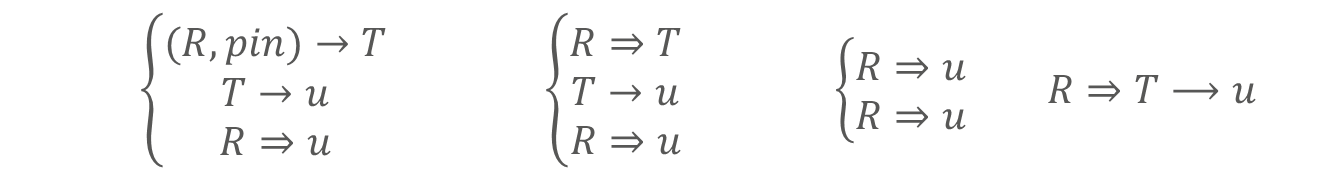 (R, pin) → T
T → u
R ⇒ u
R ⇒ T
T → u
R ⇒ u
R ⇒ u
R ⇒ u
R ⇒ T ⟶ u